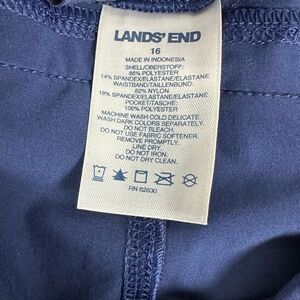 LANDS' END
16
MADE IN INDONESIA
SHELL/OBERSTOFF:
86% POLYESTER
14% SPANDEX/ELASTANE/ELASTANE
WAISTBAND/TAILLENBUND:
82% NYLON
18% SPANDEX/ELASTANE/ELASTANE
POCKET/TASCHE:
100% POLYESTER
MACHINE WASH COLD DELICATE.
WASH DARK COLORS SEPARATELY.
DO NOT BLEACH.
DO NOT USE FABRIC SOFTENER.
REMOVE PROMPTLY.
LINE DRY.
DO NOT IRON.
DO NOT DRY CLEAN.
RN 62830